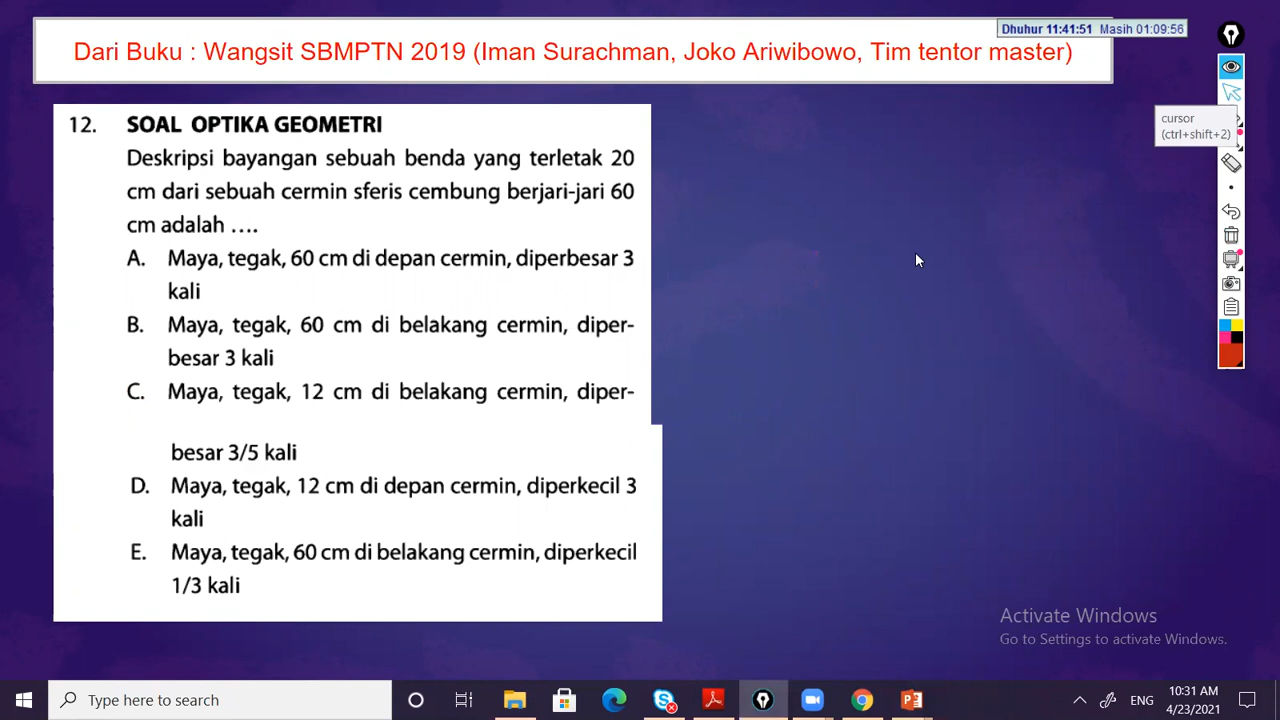 Dhuhur 11:41:51 Masih 01:09:56
Dari Buku : Wangsit SBMPTN 2019 (Iman Surachman, Joko Ariwibowo, Tim tentor master)
cursor
(ctrl+shift+2)
12. SOAL OPTIKA GEOMETRI
Deskripsi bayangan sebuah benda yang terletak 20
cm dari sebuah cermin sferis cembung berjari-jari 60
cm adalah ....
A. Maya, tegak, 60 cm di depan cermin, diperbesar 3
kali
B. Maya, tegak, 60 cm di belakang cermin, diper-
besar 3 kali
C. Maya, tegak, 12 cm di belakang cermin, diper-
besar 3/5 kali
D. Maya, tegak, 12 cm di depan cermin, diperkecil 3
kali
E. Maya, tegak, 60 cm di belakang cermin, diperkecil
1/3 kali
Activate Windows
Go to Settings to activate Windows.
Type here to search
ENG
10:31 AM
4/23/2021